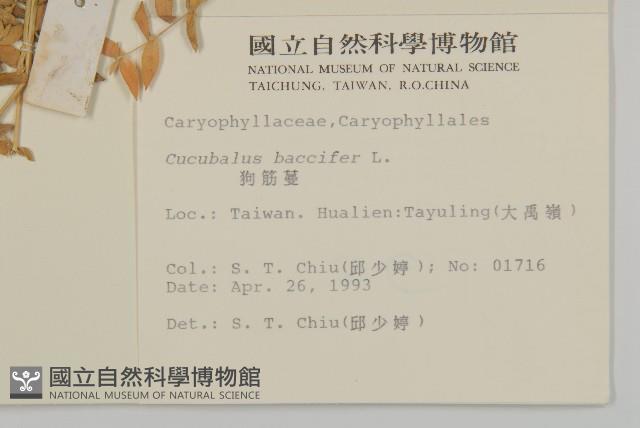 國立自然科學博物館
NATIONAL MUSEUM OF NATURAL SCIENCE
TAICHUNG, TAIWAN, R.O.CHINA
Caryophyllaceae,Caryophyllales
Cucubalus baccifer L.
狗筋蔓
Loc.: Taiwan. Hualien:Tayuling(大禹嶺)
Col.: S. T. Chiu(邱少婷); No: 01716
Date: Apr. 26, 1993
Det.: S. T. Chiu(邱少婷)
國立自然科學博物館
NATIONAL MUSEUM OF NATURAL SCIENCE